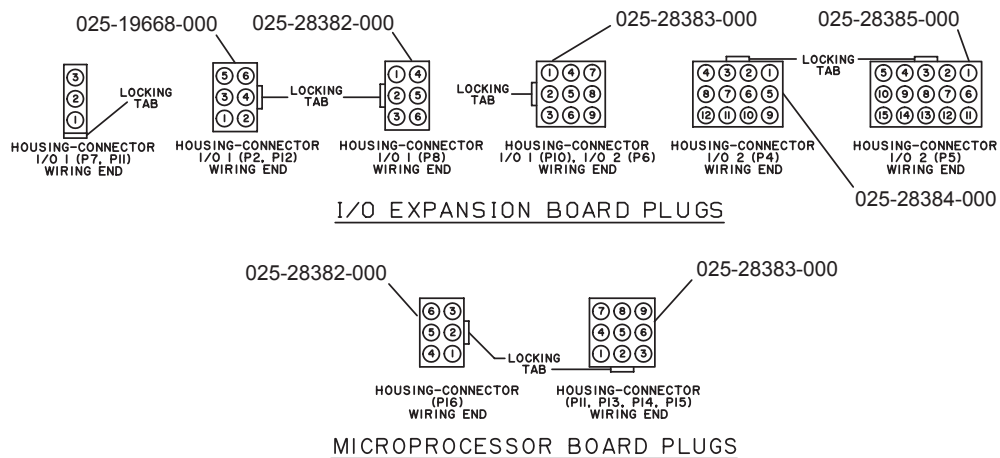 025-19668-000
025-28382-000
025-28383-000
025-28385-000
3
2
1
LOCKING
TAB
5 6
3 4
1 2
LOCKING
TAB
1 4
2 5
3 6
LOCKING
TAB
1 4 7
2 5 8
3 6 9
LOCKING
TAB
4 3 2 1
8 7 6 5
12 11 10 9
5 4 3 2 1
10 9 8 7 6
15 14 13 12 11
HOUSING-CONNECTOR
I/O 1 (P7, P11)
WIRING END
HOUSING-CONNECTOR
I/O 1 (P2, P12)
WIRING END
HOUSING-CONNECTOR
I/O 1 (P8)
WIRING END
HOUSING-CONNECTOR
I/O 1 (P10), I/O 2 (P6)
WIRING END
HOUSING-CONNECTOR
I/O 2 (P4)
WIRING END
HOUSING-CONNECTOR
I/O 2 (P5)
WIRING END
025-28384-000
I/O EXPANSION BOARD PLUGS
025-28382-000
025-28383-000
6 3
5 2
4 1
7 8 9
4 5 6
1 2 3
LOCKING
TAB
HOUSING-CONNECTOR
(P16)
WIRING END
HOUSING-CONNECTOR
(P11, P13, P14, P15)
WIRING END
MICROPROCESSOR BOARD PLUGS